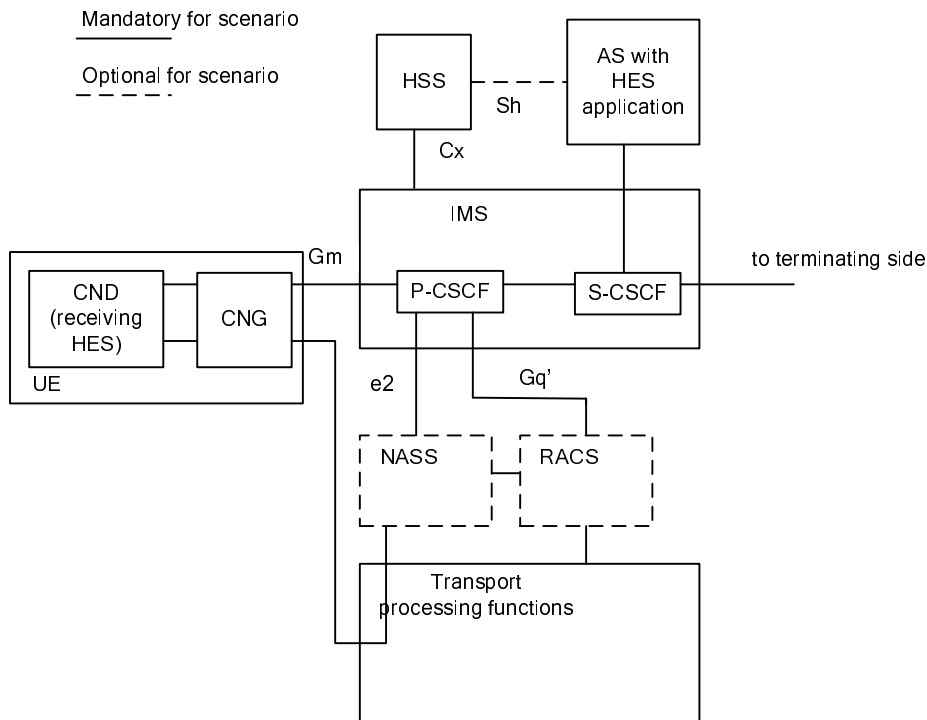 Mandatory for scenario
Optional for scenario
HSS
Sh
AS with
HES
application
Cx
IMS
Gm
to terminating side
CND
(receiving
HES)
CNG
P-CSCF
S-CSCF
UE
e2
Gq’
NASS
RACS
Transport
processing functions